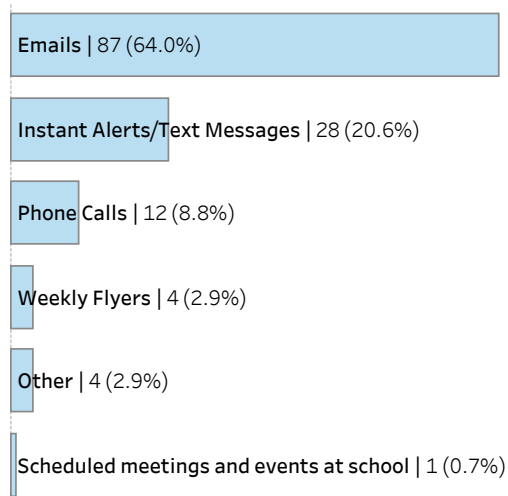 Emails | 87 (64.0%)
Instant Alerts/Text Messages | 28 (20.6%)
Phone Calls | 12 (8.8%)
Weekly Flyers | 4 (2.9%)
Other | 4 (2.9%)
Scheduled meetings and events at school | 1 (0.7%)